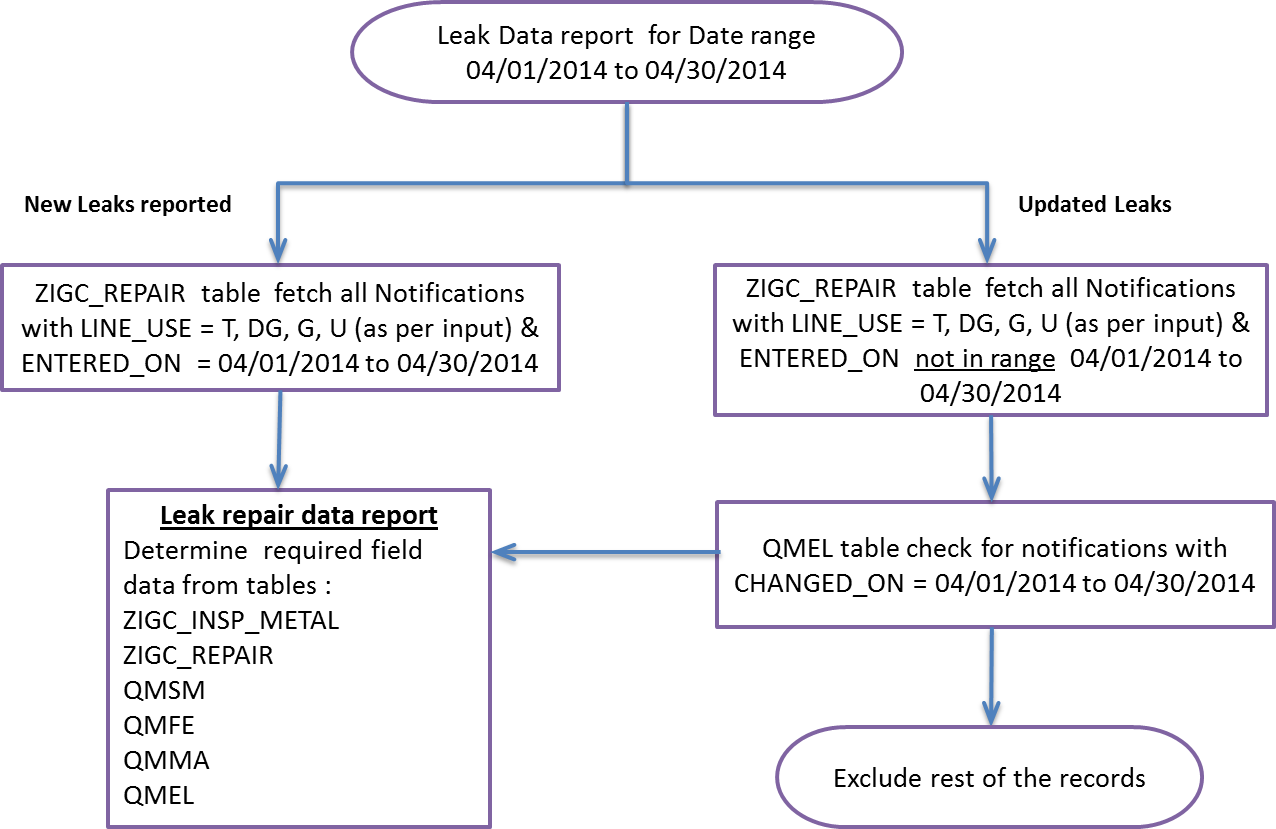 Leak Data report for Date range
04/01/2014 to 04/30/2014
New Leaks reported
Updated Leaks
ZIGC_REPAIR table fetch all Notifications
with LINE_USE = T, DG, G, U (as per input) &
ENTERED_ON = 04/01/2014 to 04/30/2014
ZIGC_REPAIR table fetch all Notifications
with LINE_USE = T, DG, G, U (as per input) &
ENTERED_ON not in range 04/01/2014 to
04/30/2014
Leak repair data report
Determine required field
data from tables :
ZIGC_INSP_METAL
ZIGC_REPAIR
QMSM
QMFE
QMMA
QMEL
QMEL table check for notifications with
CHANGED_ON = 04/01/2014 to 04/30/2014
Exclude rest of the records